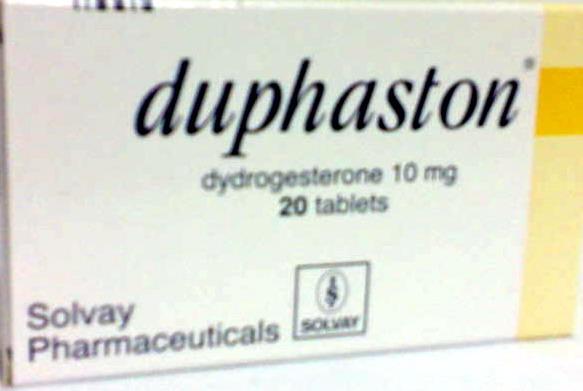 duphaston®
dydrogesterone 10 mg
20 tablets
Solvay
Pharmaceuticals
SOLVAY